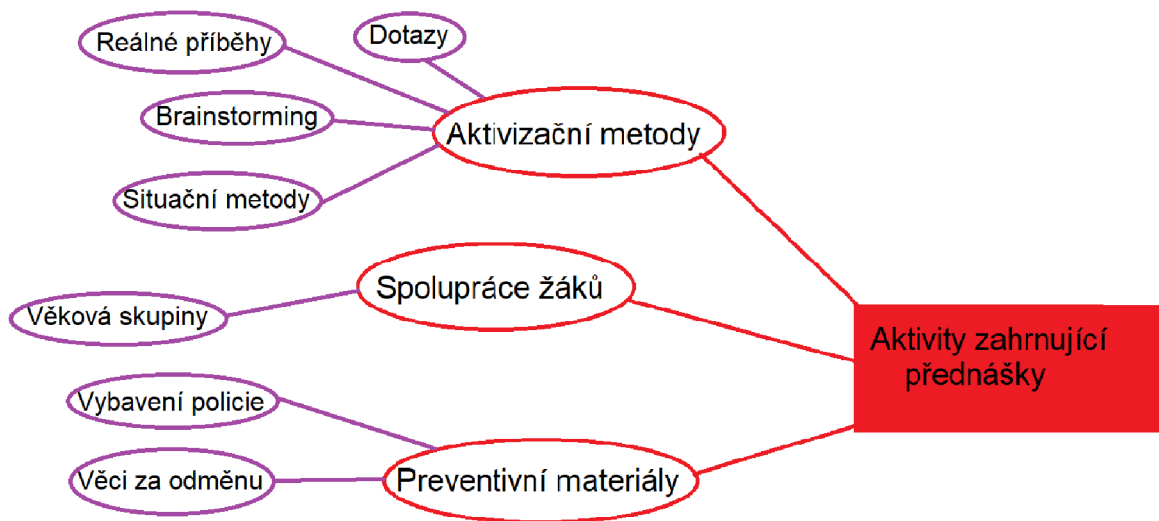 Reálné příběhy
Dotazy
Brainstorming
Aktivizační metody
Situační metody
Spolupráce žáků
Věková skupiny
Aktivity zahrnující
přednášky
Vybavení policie
Věci za odměnu
Preventivní materiály